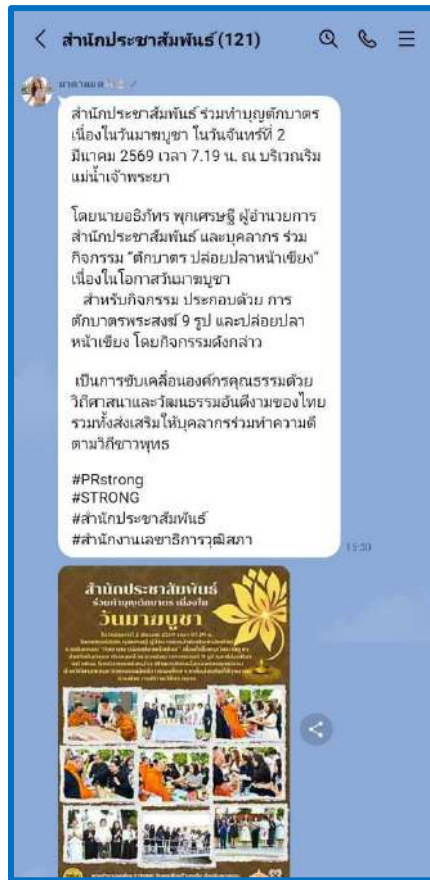 สำนักประชาสัมพันธ์ (121)
สำนักประชาสัมพันธ์ ร่วมทำบุญตักบาตร
เนื่องในวันมาฆบูชา ในวันจันทร์ที่ 2
มีนาคม 2569 เวลา 7.19 น. ณ บริเวณริม
แม่น้ำเจ้าพระยา
โดยนายอธิภัทร พุกเศรษฐี ผู้อำนวยการ
สำนักประชาสัมพันธ์ และบุคลากร ร่วม
กิจกรรม "ตักบาตร ปล่อยปลาหน้าเขียง"
เนื่องในโอกาสวันมาฆบูชา
สำหรับกิจกรรม ประกอบด้วย การ
ตักบาตรพระสงฆ์ 9 รูป และปล่อยปลา
หน้าเขียง โดยกิจกรรมดังกล่าว
เป็นการขับเคลื่อนองค์กรคุณธรรมด้วย
วิถีศาสนาและวัฒนธรรมอันดีงามของไทย
รวมทั้งส่งเสริมให้บุคลากรร่วมทำความดี
ตามวิถีชาวพุทธ
#PRstrong
#STRONG
#สำนักประชาสัมพันธ์
#สำนักงานเลขาธิการวุฒิสภา
15:30
สำนักประชาสัมพันธ์
ร่วมทำบุญตักบาตร เนื่องใน
วันมาฆบูชา